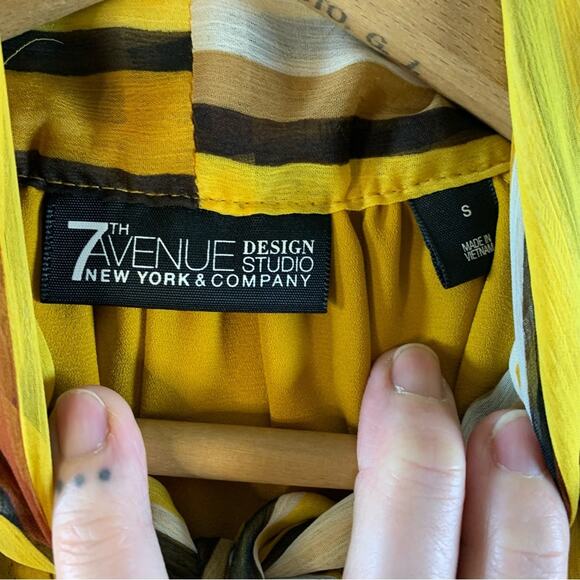 7TH AVENUE DESIGN STUDIO
NEW YORK & COMPANY
S
MADE IN
VIETNAM